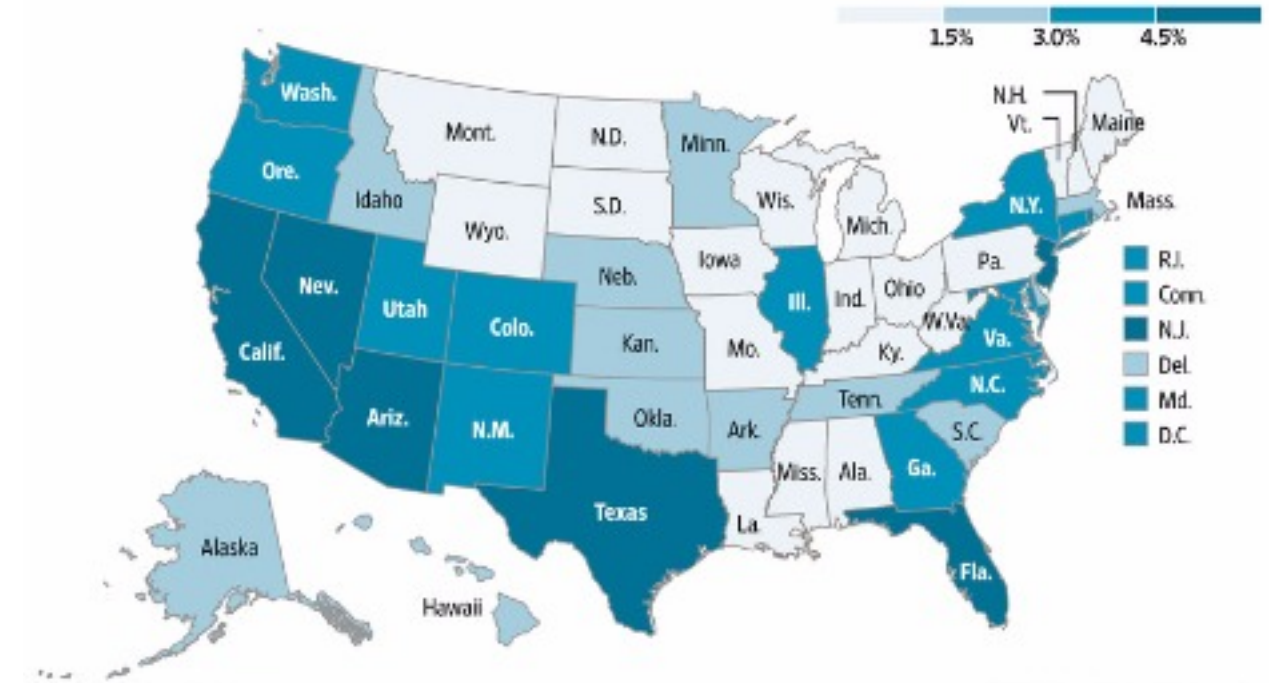 1.5% 3.0% 4.5%
Wash.
Mont.
N.D.
Minn.
N.H.
Vt.
Maine
Ore.
Idaho
S.D.
Wis.
Mich.
N.Y.
Mass.
Wyo.
Iowa
Pa.
R.I.
Nev.
Neb.
Ill.
Ind.
Ohio
Conn.
Utah
Colo.
W.Va.
Va.
N.J.
Calif.
Kan.
Mo.
Ky.
Del.
Ariz.
N.M.
Okla.
Ark.
Tenn.
N.C.
Md.
S.C.
D.C.
Miss.
Ala.
Ga.
Texas
La.
Alaska
Fla.
Hawaii